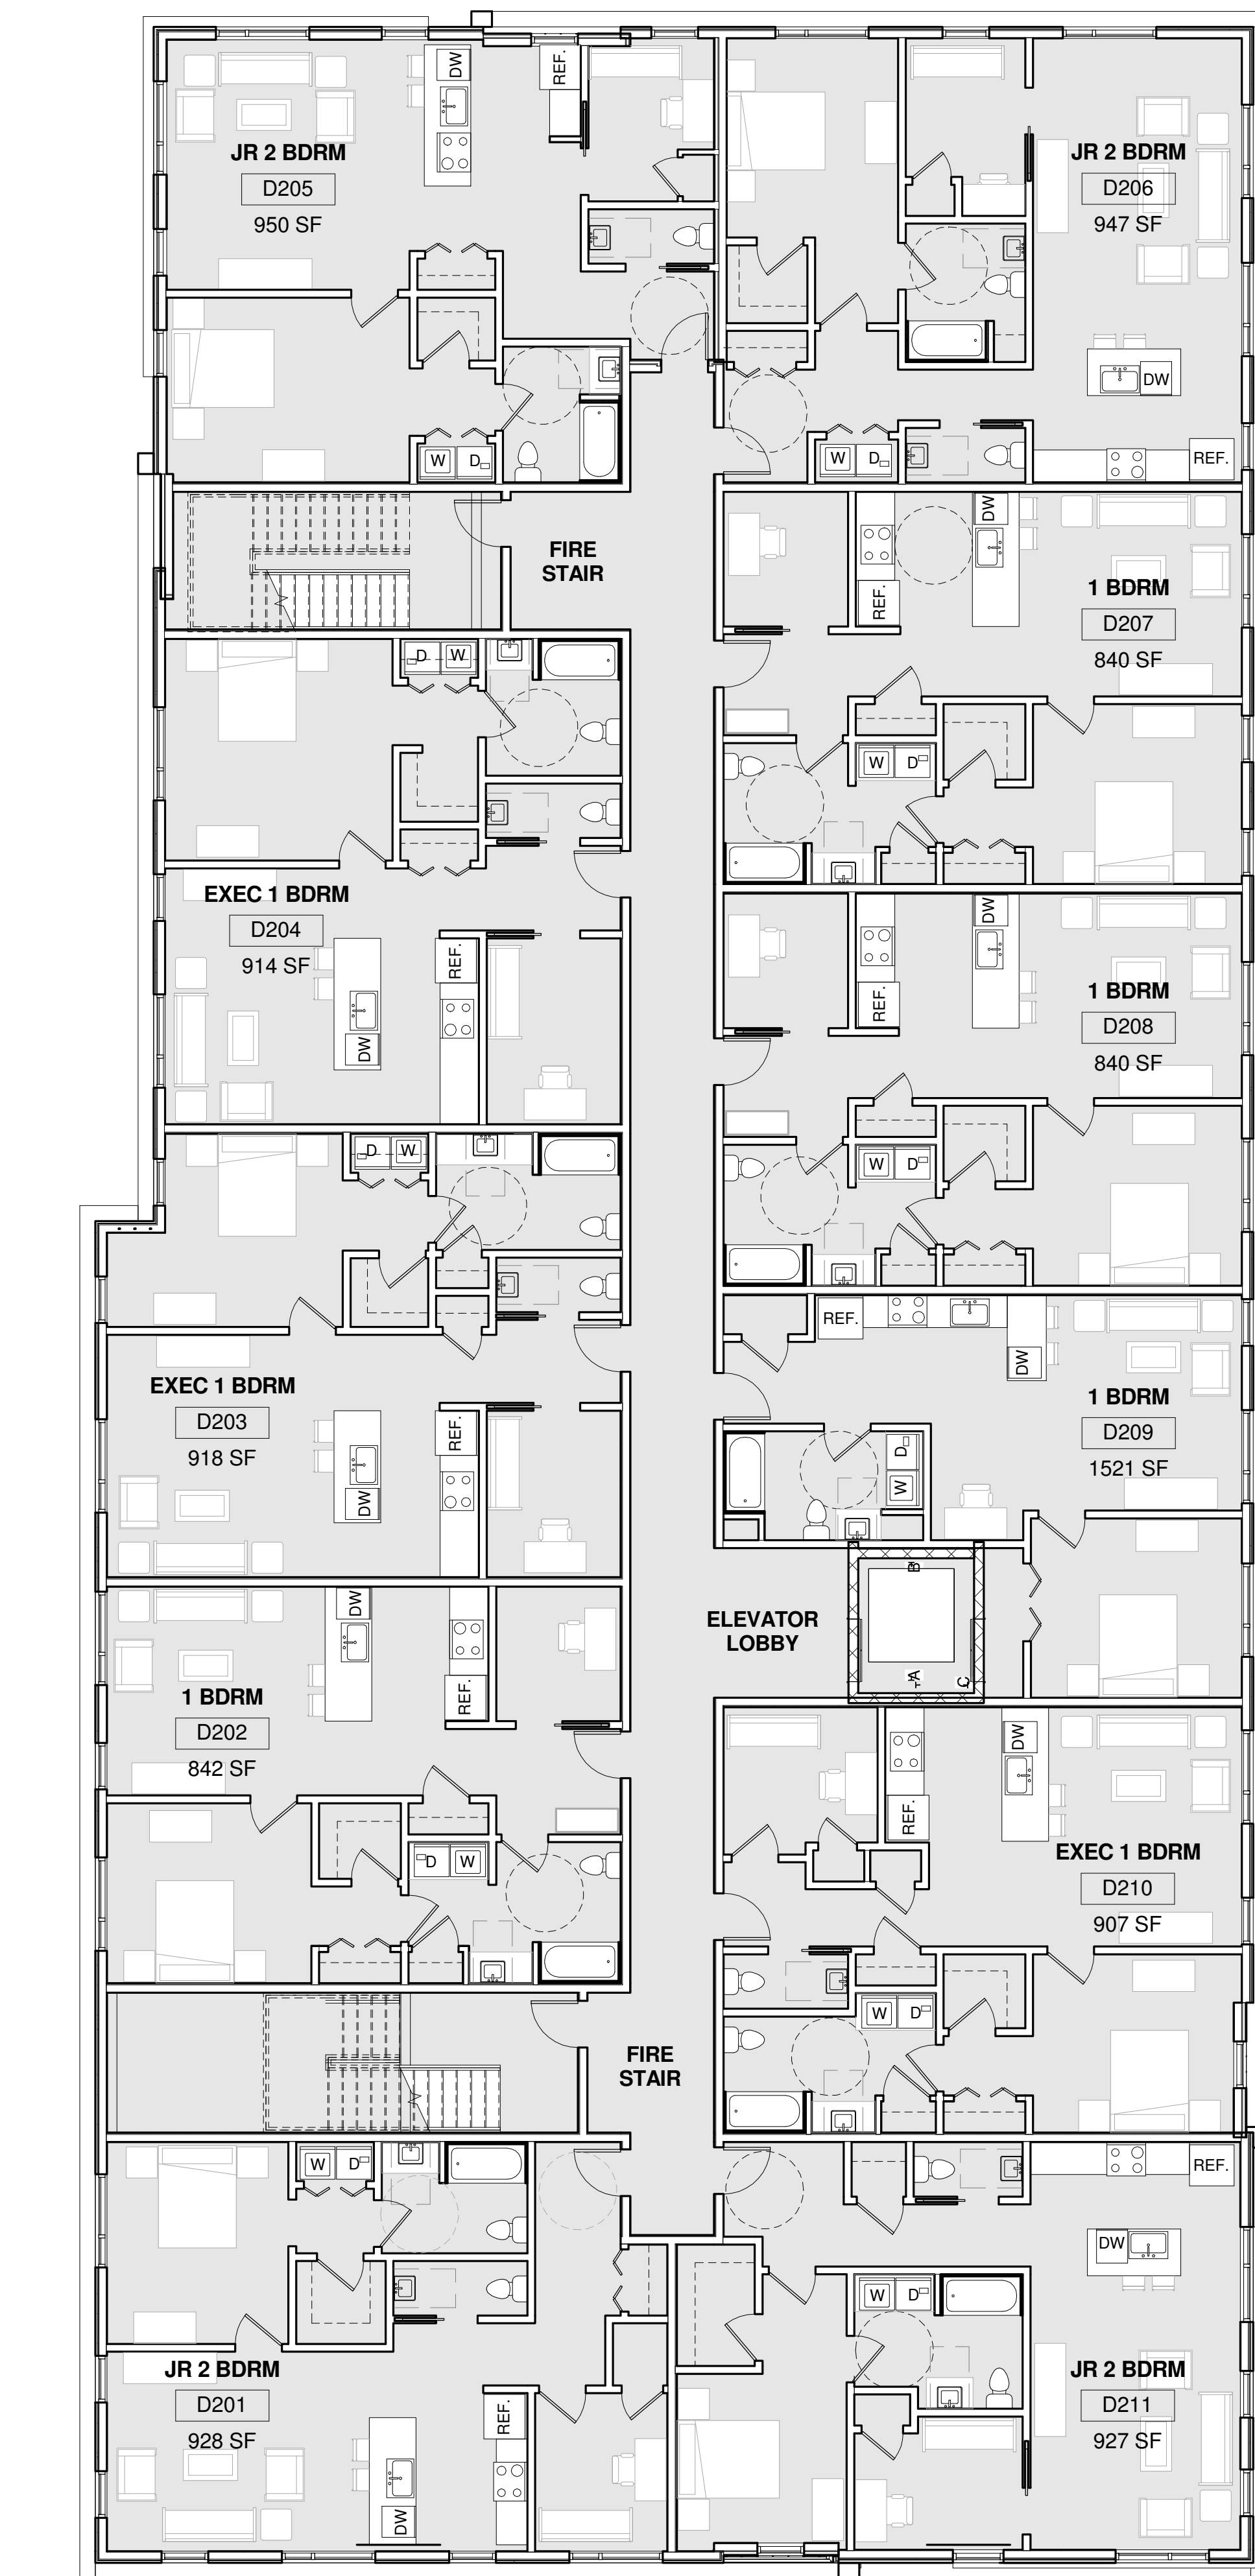 DW
REF.
JR 2 BDRM
D205
950 SF
W
D
JR 2 BDRM
D206
947 SF
DW
W
D
REF.
FIRE
STAIR
DW
REF.
1 BDRM
D207
840 SF
W
D
D
W
EXEC 1 BDRM
D204
914 SF
REF.
DW
DW
REF.
1 BDRM
D208
840 SF
W
D
D
W
EXEC 1 BDRM
D203
918 SF
REF.
DW
REF.
DW
1 BDRM
D209
1521 SF
D
W
ELEVATOR
LOBBY
B
A
C
DW
REF.
1 BDRM
D202
842 SF
D
W
DW
REF.
EXEC 1 BDRM
D210
907 SF
W
D
FIRE
STAIR
W
D
JR 2 BDRM
D201
928 SF
REF.
DW
REF.
DW
W
D
JR 2 BDRM
D211
927 SF